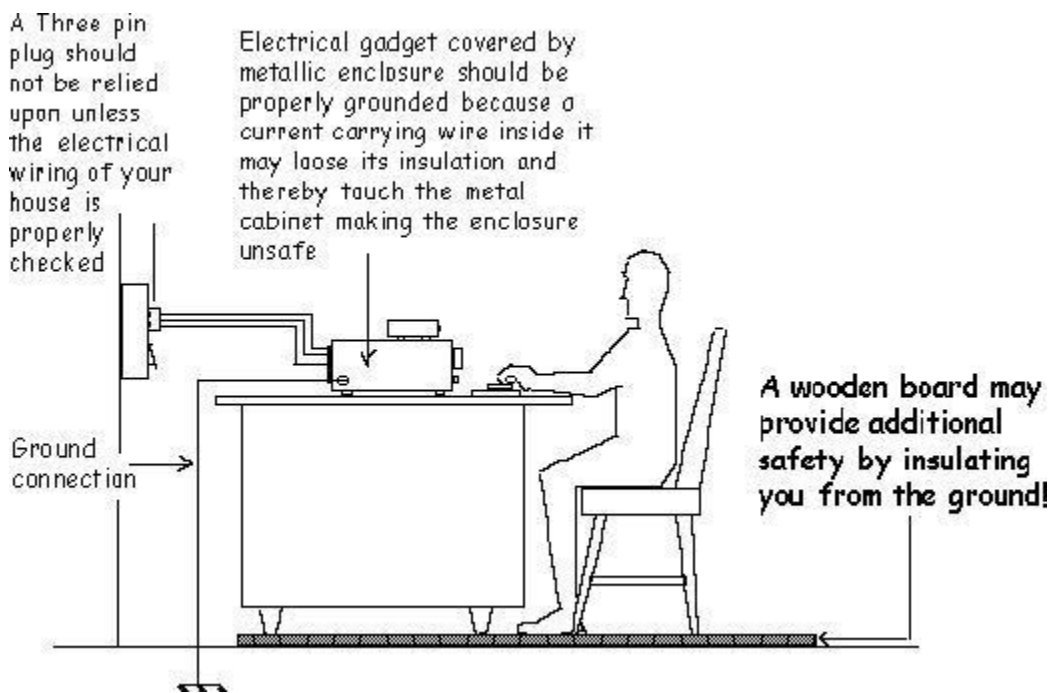 A Three pin
plug should
not be relied
upon unless
the electrical
wiring of your
house is
properly
checked
Electrical gadget covered by
metallic enclosure should be
properly grounded because a
current carrying wire inside it
may loose its insulation and
thereby touch the metal
cabinet making the enclosure
unsafe
Ground
connection
A wooden board may
provide additional
safety by insulating
you from the ground!